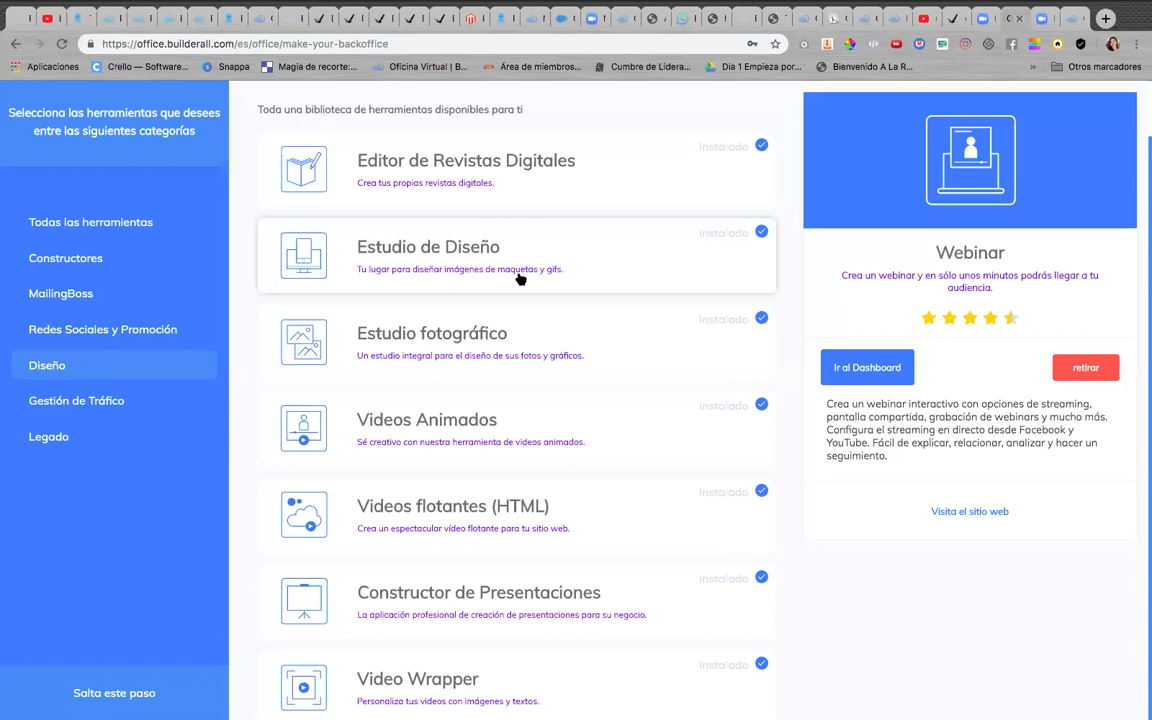 https://office.builderall.com/es/office/make-your-backoffice
Aplicaciones
Crello — Software...
Snappa
Magia de recorte:...
Oficina Virtual | B...
Área de miembros...
Cumbre de Lidera...
Dia 1 Empieza por...
Bienvenido A La R...
»
Otros marcadores
Selecciona las herramientas que desees
entre las siguientes categorías
Todas las herramientas
Constructores
MailingBoss
Redes Sociales y Promoción
Diseño
Gestión de Tráfico
Legado
Salta este paso
Toda una biblioteca de herramientas disponibles para ti
Instalado
Editor de Revistas Digitales
Crea tus propias revistas digitales.
Instalado
Estudio de Diseño
Tu lugar para diseñar imágenes de maquetas y gifs.
Instalado
Estudio fotográfico
Un estudio integral para el diseño de sus fotos y gráficos.
Instalado
Videos Animados
Sé creativo con nuestra herramienta de videos animados.
Instalado
Videos flotantes (HTML)
Crea un espectacular vídeo flotante para tu sitio web.
Instalado
Constructor de Presentaciones
La aplicación profesional de creación de presentaciones para su negocio.
Instalado
Video Wrapper
Personaliza tus videos con imágenes y textos.
Webinar
Crea un webinar y en sólo unos minutos podrás llegar a tu
audiencia.
Ir al Dashboard
retirar
Crea un webinar interactivo con opciones de streaming,
pantalla compartida, grabación de webinars y mucho más.
Configura el streaming en directo desde Facebook y
YouTube. Fácil de explicar, relacionar, analizar y hacer un
seguimiento.
Visita el sitio web